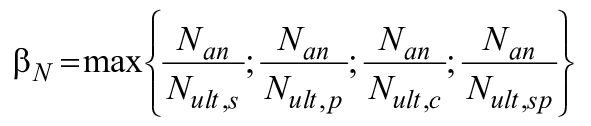 β_N = max{ N_an / N_ult,s ; N_an / N_ult,p ; N_an / N_ult,c ; N_an / N_ult,sp }